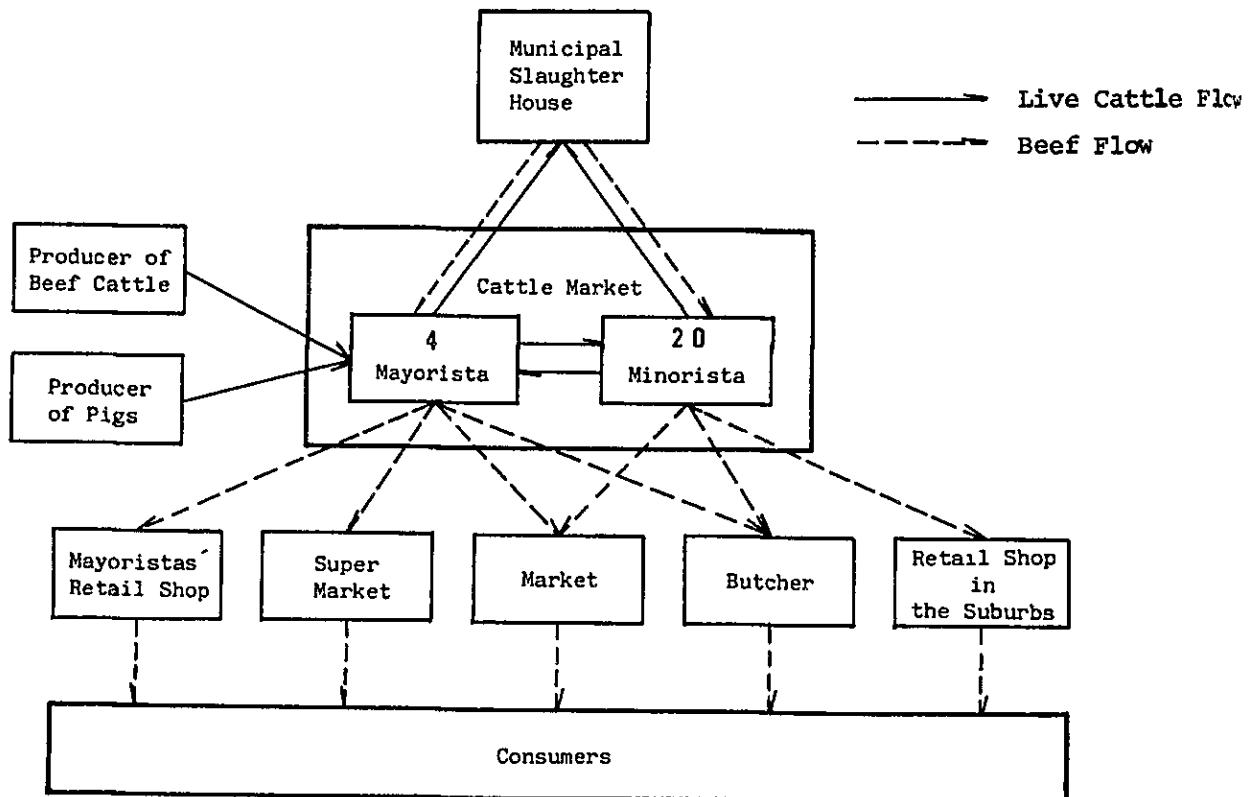 Municipal
Slaughter
House
Live Cattle Flow
Beef Flow
Producer of
Beef Cattle
Cattle Market
4
Mayorista
20
Minorista
Producer
of Pigs
Mayoristas'
Retail Shop
Super
Market
Market
Butcher
Retail Shop
in
the Suburbs
Consumers